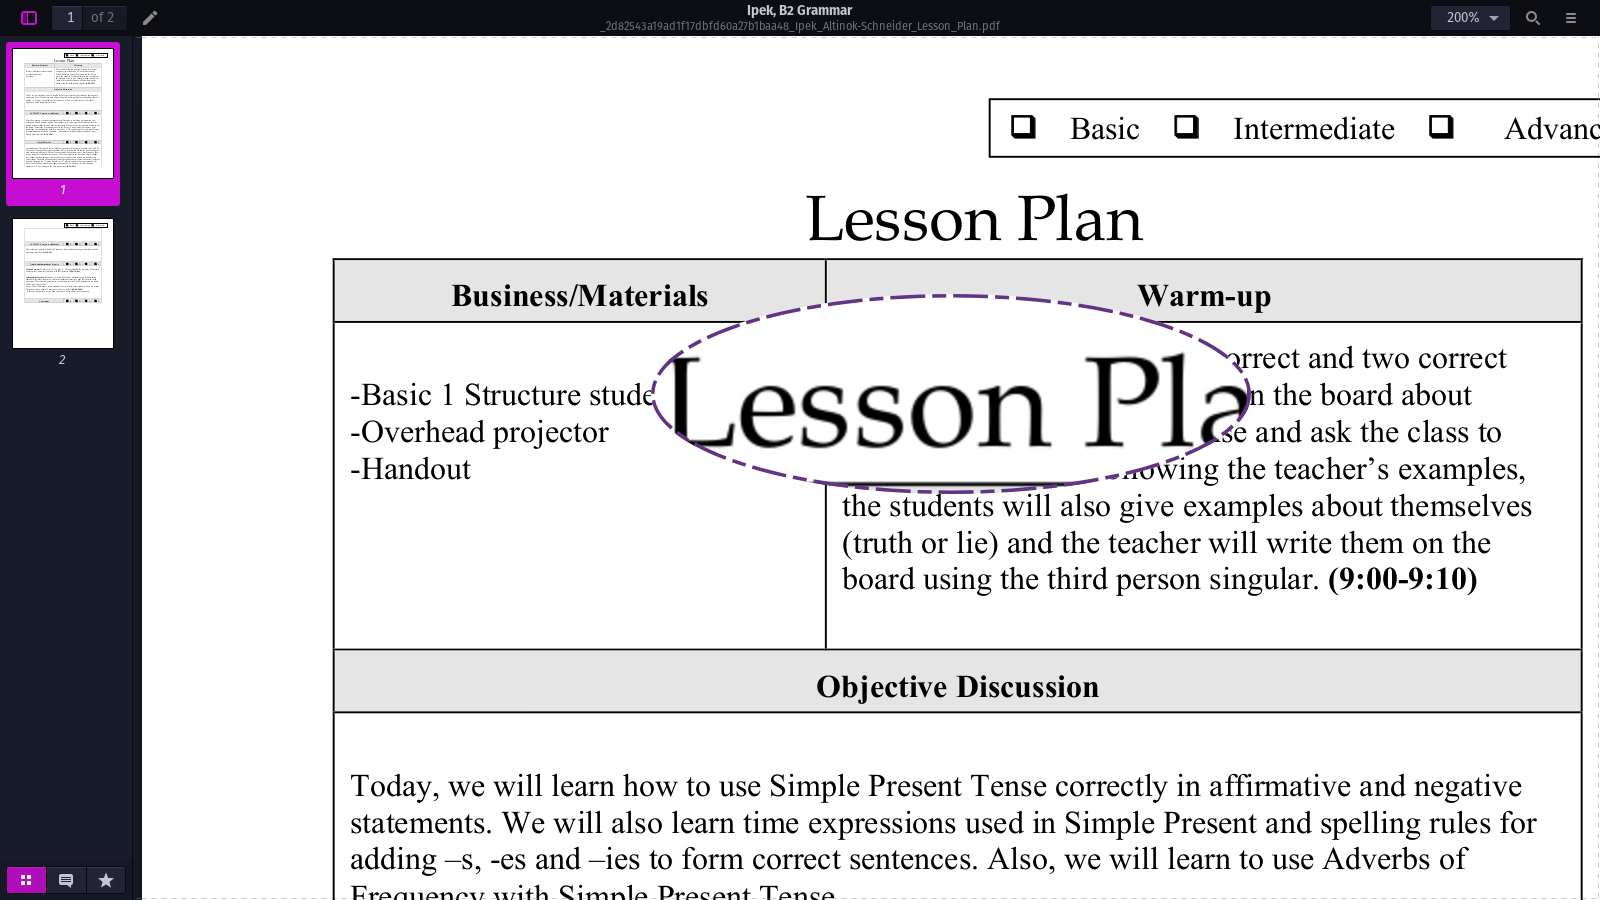 1 of 2
Ipek, B2 Grammar
_2d82543a19ad1f17dbfd60a27b1baa48_Ipek_Altinok-Schneider_Lesson_Plan.pdf
200%
1
2
Basic Intermediate Advanc
Lesson Plan
Business/Materials
-Basic 1 Structure stude
-Overhead projector
-Handout
Warm-up
Lesson Pla
orrect and two correct
n the board about
se and ask the class to
owing the teacher’s examples,
the students will also give examples about themselves
(truth or lie) and the teacher will write them on the
board using the third person singular. (9:00-9:10)
Objective Discussion
Today, we will learn how to use Simple Present Tense correctly in affirmative and negative
statements. We will also learn time expressions used in Simple Present and spelling rules for
adding –s, -es and –ies to form correct sentences. Also, we will learn to use Adverbs of
Frequency with Simple Present Tense.